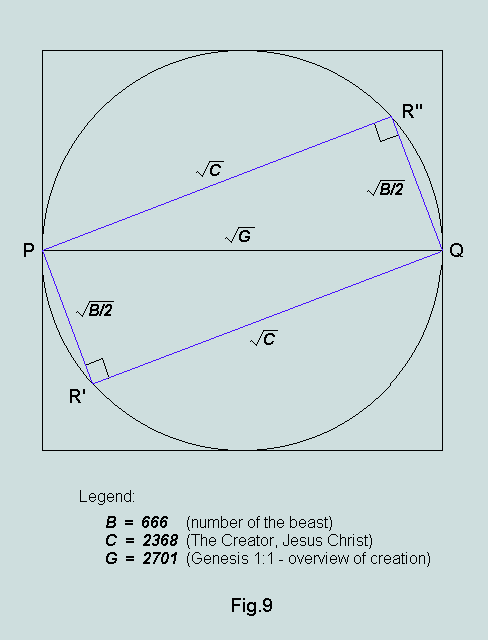 R"
√C
√B/2
√G
P
Q
√B/2
√C
R'
Legend:
B = 666 (number of the beast)
C = 2368 (The Creator, Jesus Christ)
G = 2701 (Genesis 1:1 - overview of creation)
Fig.9